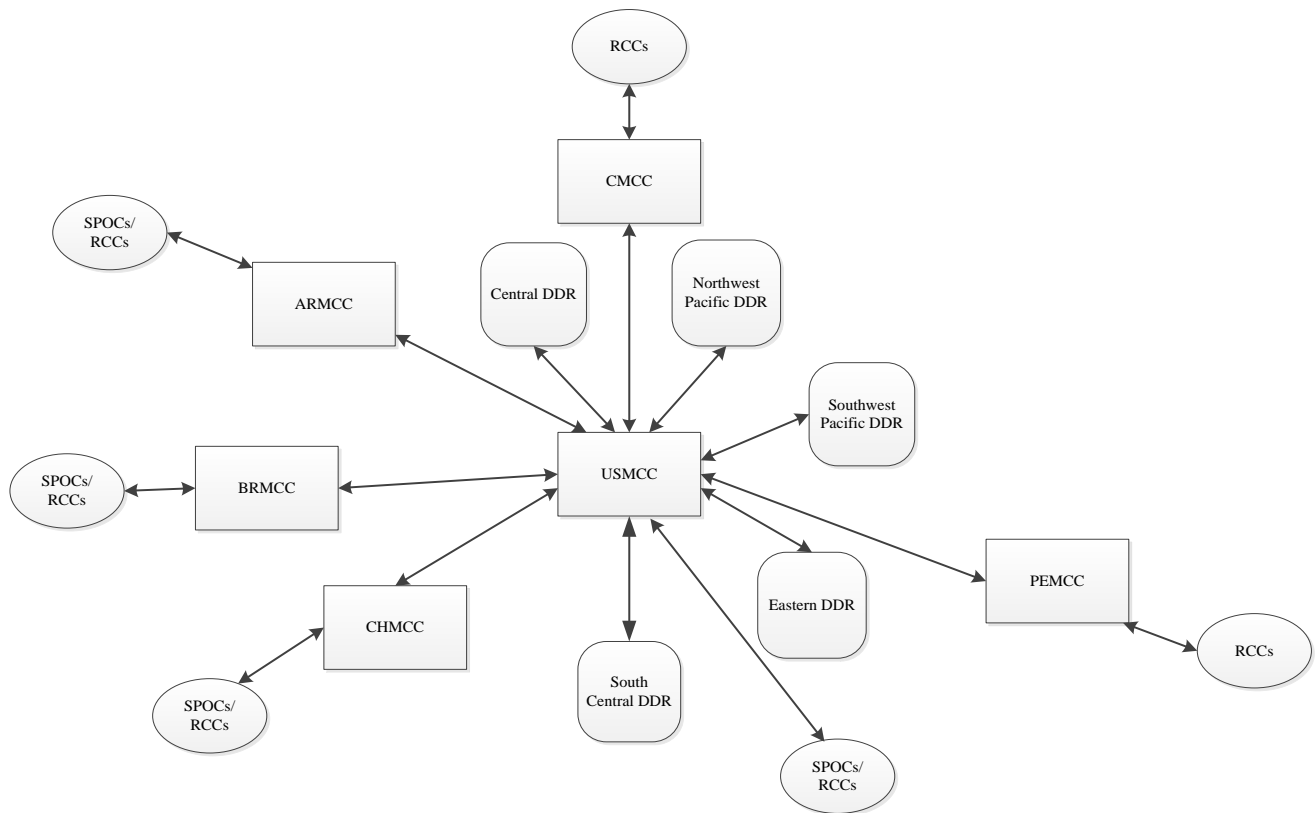 RCCs
CMCC
SPOCs/
RCCs
ARMCC
Central DDR
Northwest
Pacific DDR
Southwest
Pacific DDR
SPOCs/
RCCs
BRMCC
USMCC
PEMCC
Eastern DDR
CHMCC
RCCs
SPOCs/
RCCs
South
Central DDR
SPOCs/
RCCs